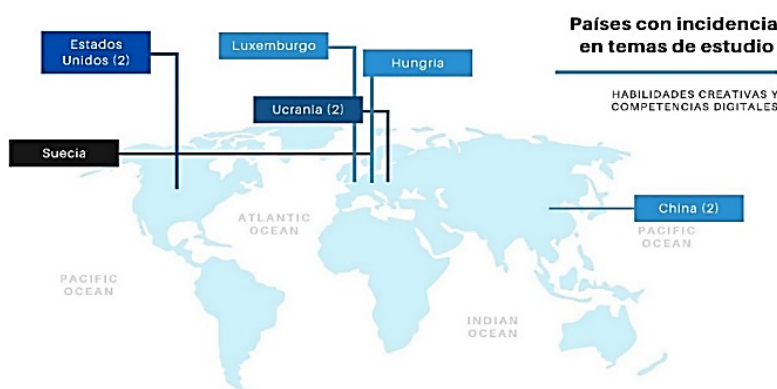 Países con incidencia
en temas de estudio
HABILIDADES CREATIVAS Y
COMPETENCIAS DIGITALES
Estados
Unidos (2)
Luxemburgo
Hungría
Ucrania (2)
Suecia
China (2)
ATLANTIC
OCEAN
PACIFIC
OCEAN
PACIFIC
OCEAN
INDIAN
OCEAN